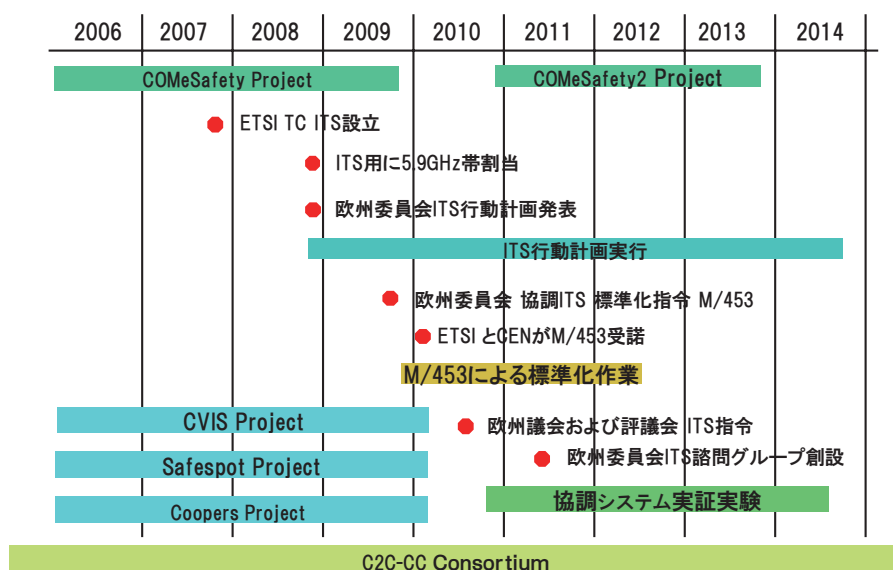 2006 2007 2008 2009 2010 2011 2012 2013 2014
COMeSafety Project
COMeSafety2 Project
ETSI TC ITS設立
ITS用に5.9GHz帯割当
欧州委員会ITS行動計画発表
ITS行動計画実行
欧州委員会 協調ITS 標準化指令 M/453
ETSI とCENがM/453受諾
M/453による標準化作業
CVIS Project
欧州議会および評議会 ITS指令
Safespot Project
欧州委員会ITS諮問グループ創設
Coopers Project
協調システム実証実験
C2C-CC Consortium